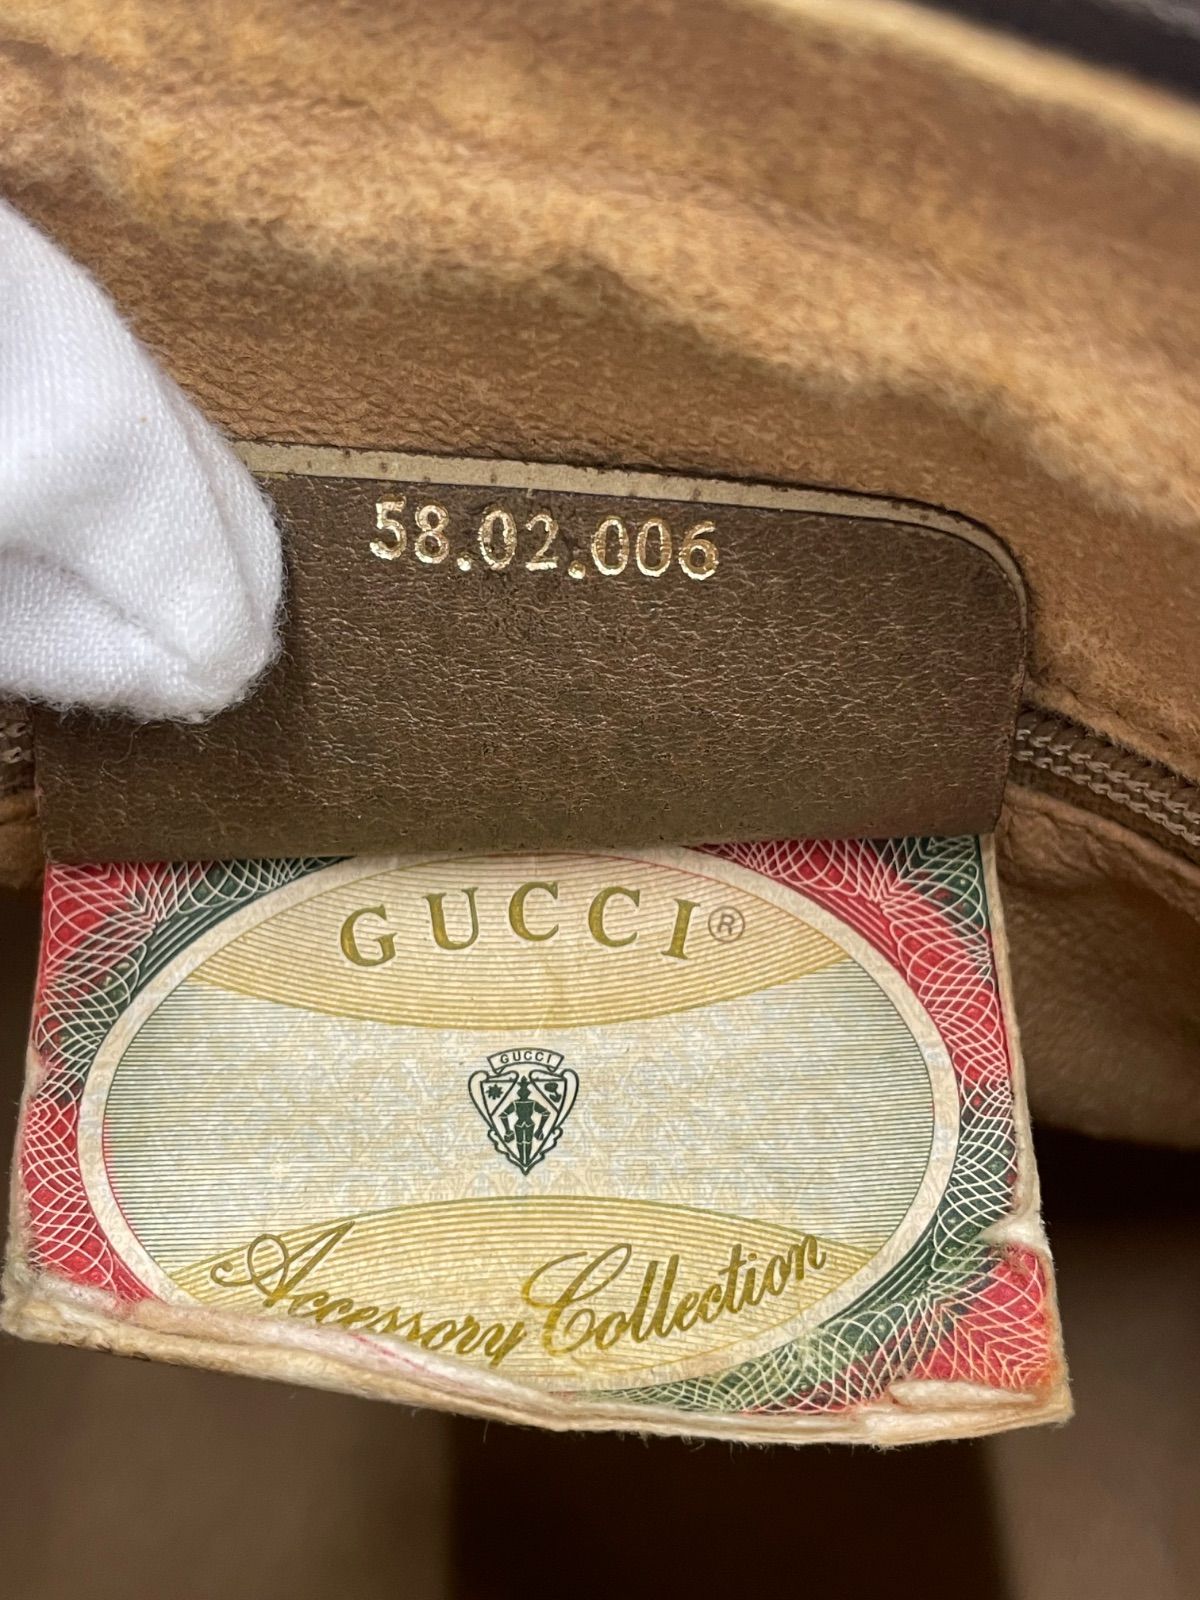 58.02.006
GUCCI®
GUCCI
Accessory Collection